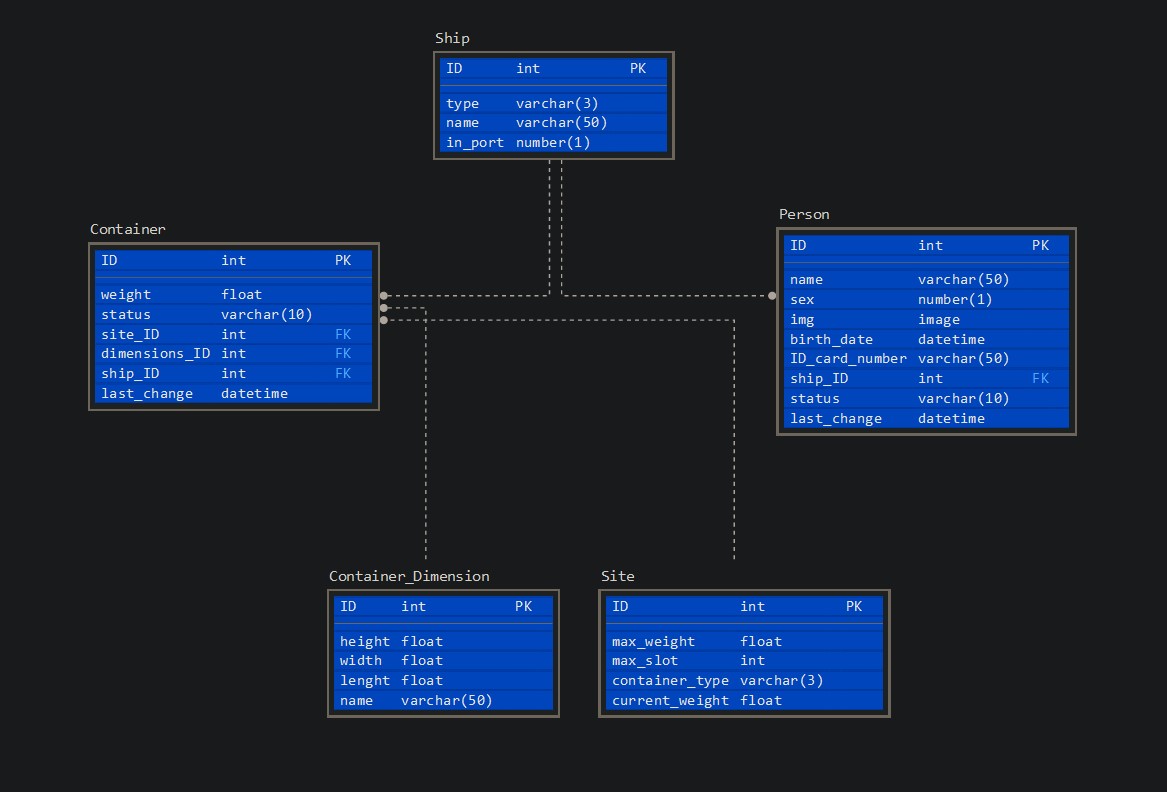 Ship
ID int PK
type varchar(3)
name varchar(50)
in_port number(1)
Container
ID int PK
weight float
status varchar(10)
site_ID int FK
dimensions_ID int FK
ship_ID int FK
last_change datetime
Person
ID int PK
name varchar(50)
sex number(1)
img image
birth_date datetime
ID_card_number varchar(50)
ship_ID int FK
status varchar(10)
last_change datetime
Container_Dimension
ID int PK
height float
width float
lenght float
name varchar(50)
Site
ID int PK
max_weight float
max_slot int
container_type varchar(3)
current_weight float